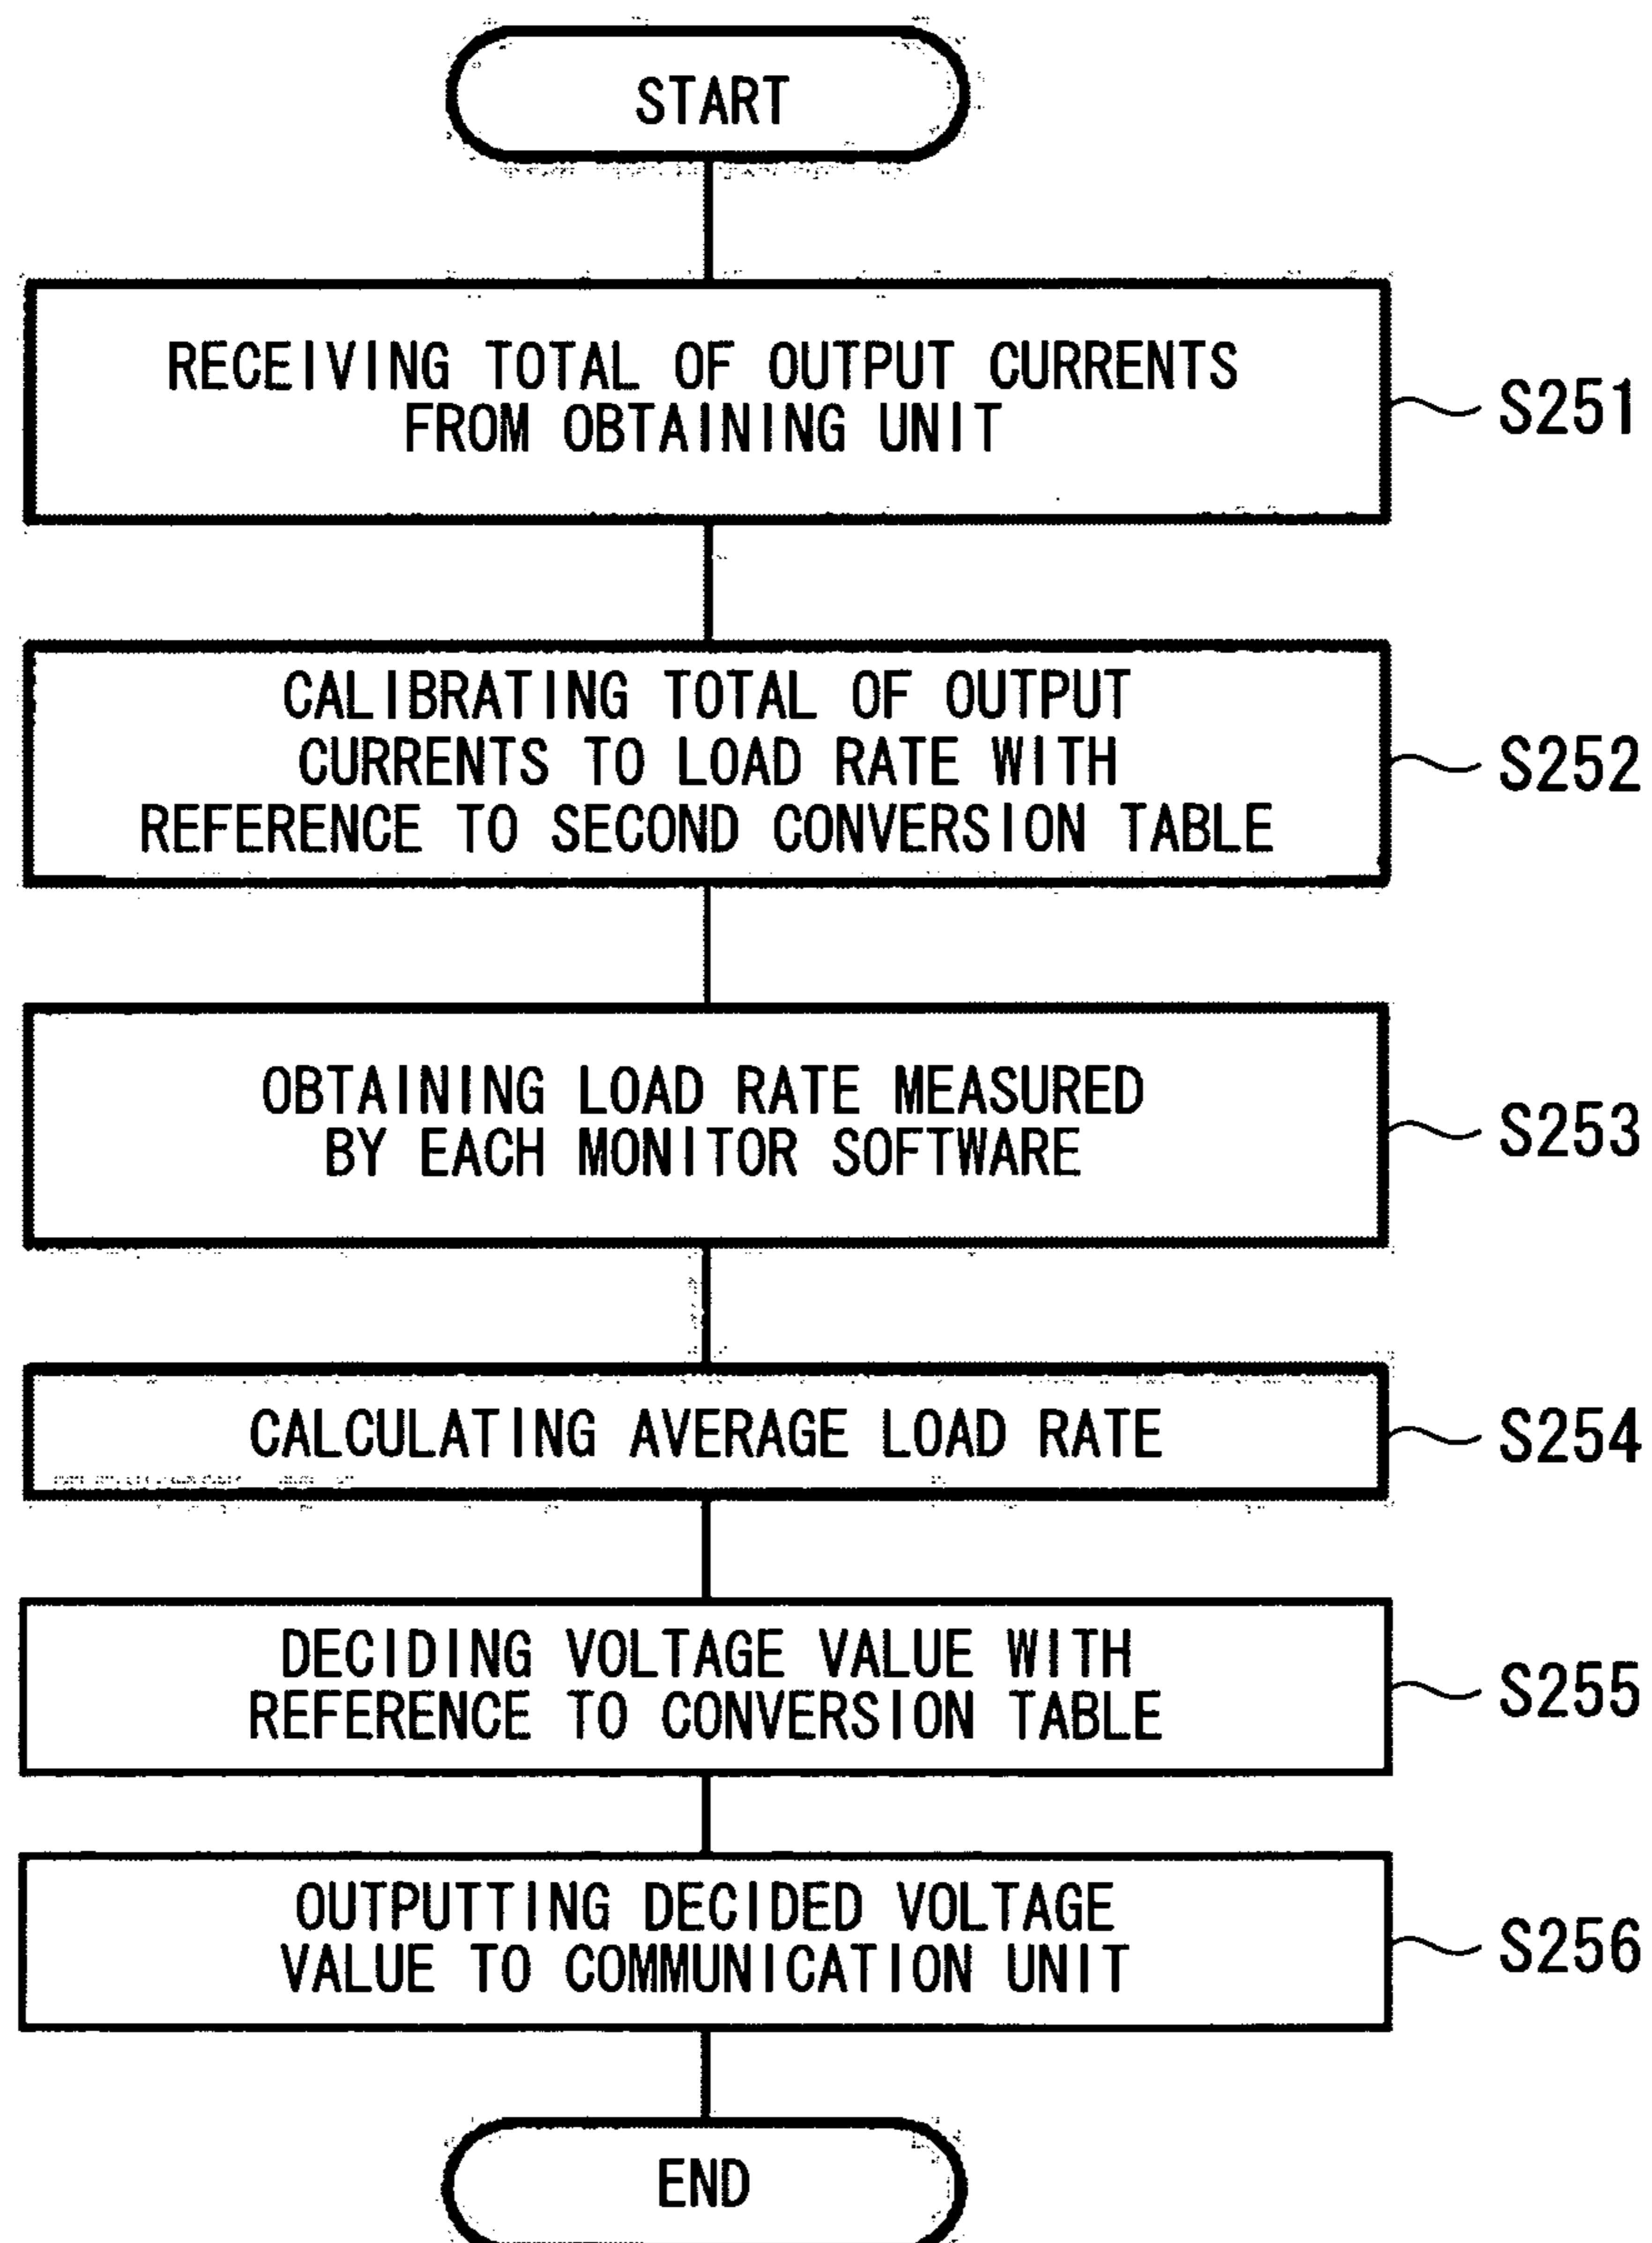 START
RECEIVING TOTAL OF OUTPUT CURRENTS
FROM OBTAINING UNIT
S251
CALIBRATING TOTAL OF OUTPUT
CURRENTS TO LOAD RATE WITH
REFERENCE TO SECOND CONVERSION TABLE
S252
OBTAINING LOAD RATE MEASURED
BY EACH MONITOR SOFTWARE
S253
CALCULATING AVERAGE LOAD RATE
S254
DECIDING VOLTAGE VALUE WITH
REFERENCE TO CONVERSION TABLE
S255
OUTPUTTING DECIDED VOLTAGE
VALUE TO COMMUNICATION UNIT
S256
END